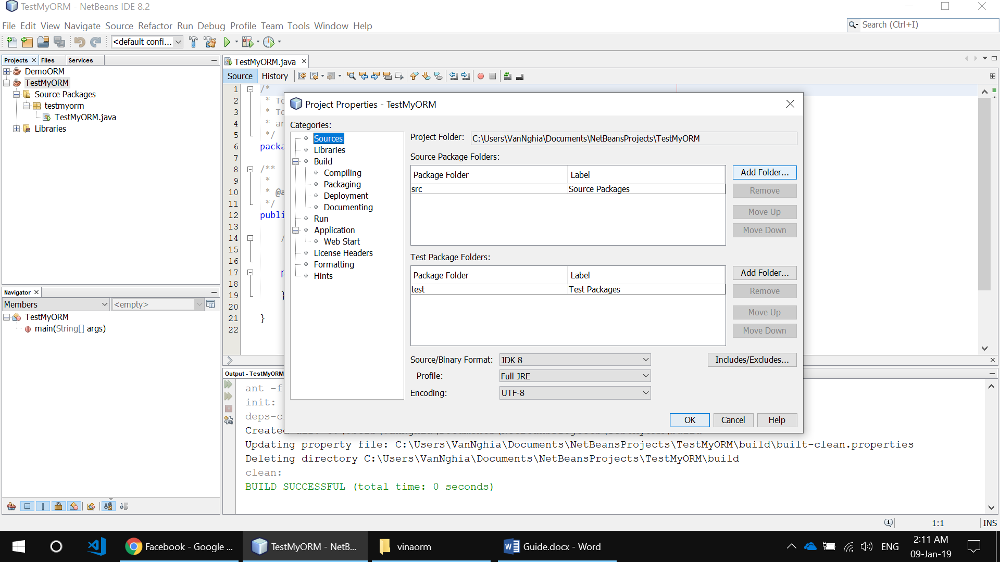 TestMyORM - NetBeans IDE 8.2
File Edit View Navigate Source Refactor Run Debug Profile Team Tools Window Help
Search (Ctrl+I)
<default confi...
Projects Files Services
DemoORM
TestMyORM
Source Packages
testmyorm
TestMyORM.java
Libraries
Navigator
Members
<empty>
TestMyORM
main(String[] args)
TestMyORM.java
Source History
1 /*
2 * To
3 * To
4 * an
5 */
6 packa
7
8 /**
9 *
10 * @a
11 */
12 publi
13
14 /
15
16
17 p
18
19 }
20
21 }
22
Project Properties - TestMyORM
Categories:
Sources
Libraries
Build
Compiling
Packaging
Deployment
Documenting
Run
Application
Web Start
License Headers
Formatting
Hints
Project Folder: C:\Users\VanNghia\Documents\NetBeansProjects\TestMyORM
Source Package Folders:
Package Folder Label
src Source Packages
Add Folder...
Remove
Move Up
Move Down
Test Package Folders:
Package Folder Label
test Test Packages
Add Folder...
Remove
Move Up
Move Down
Source/Binary Format: JDK 8
Includes/Excludes...
Profile: Full JRE
Encoding: UTF-8
OK Cancel Help
Output - TestMyORM
ant -f
init:
deps-c
Created
Updating property file: C:\Users\VanNghia\Documents\NetBeansProjects\TestMyORM\build\built-clean.properties
Deleting directory C:\Users\VanNghia\Documents\NetBeansProjects\TestMyORM\build
clean:
BUILD SUCCESSFUL (total time: 0 seconds)
1:1 INS
Facebook - Google ...
TestMyORM - NetB...
vinaorm
Guide.docx - Word
ENG
2:11 AM
09-Jan-19